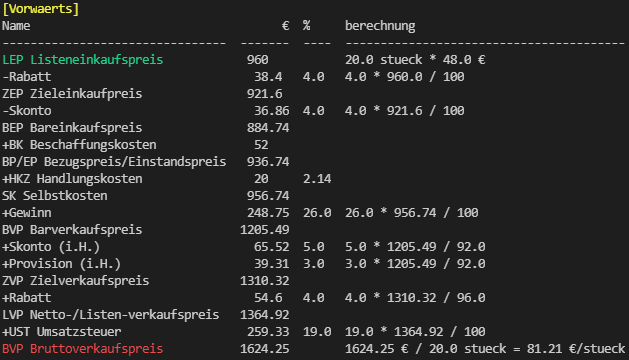 [Vorwaerts]
Name € % berechnung
------------------------------ ------- ---- -------------------------------------
LEP Listeneinkaufspreis 960 20.0 stueck * 48.0 €
-Rabatt 38.4 4.0 4.0 * 960.0 / 100
ZEP Zieleinkaufpreis 921.6
-Skonto 36.86 4.0 4.0 * 921.6 / 100
BEP Bareinkaufspreis 884.74
+BK Beschaffungskosten 52
BP/EP Bezugspreis/Einstandspreis 936.74
+HKZ Handlungskosten 20 2.14
SK Selbstkosten 956.74
+Gewinn 248.75 26.0 26.0 * 956.74 / 100
BVP Barverkaufspreis 1205.49
+Skonto (i.H.) 65.52 5.0 5.0 * 1205.49 / 92.0
+Provision (i.H.) 39.31 3.0 3.0 * 1205.49 / 92.0
ZVP Zielverkaufspreis 1310.32
+Rabatt 54.6 4.0 4.0 * 1310.32 / 96.0
LVP Netto-/Listen-verkaufspreis 1364.92
+UST Umsatzsteuer 259.33 19.0 19.0 * 1364.92 / 100
BVP Bruttoverkaufspreis 1624.25 1624.25 € / 20.0 stueck = 81.21 €/stueck